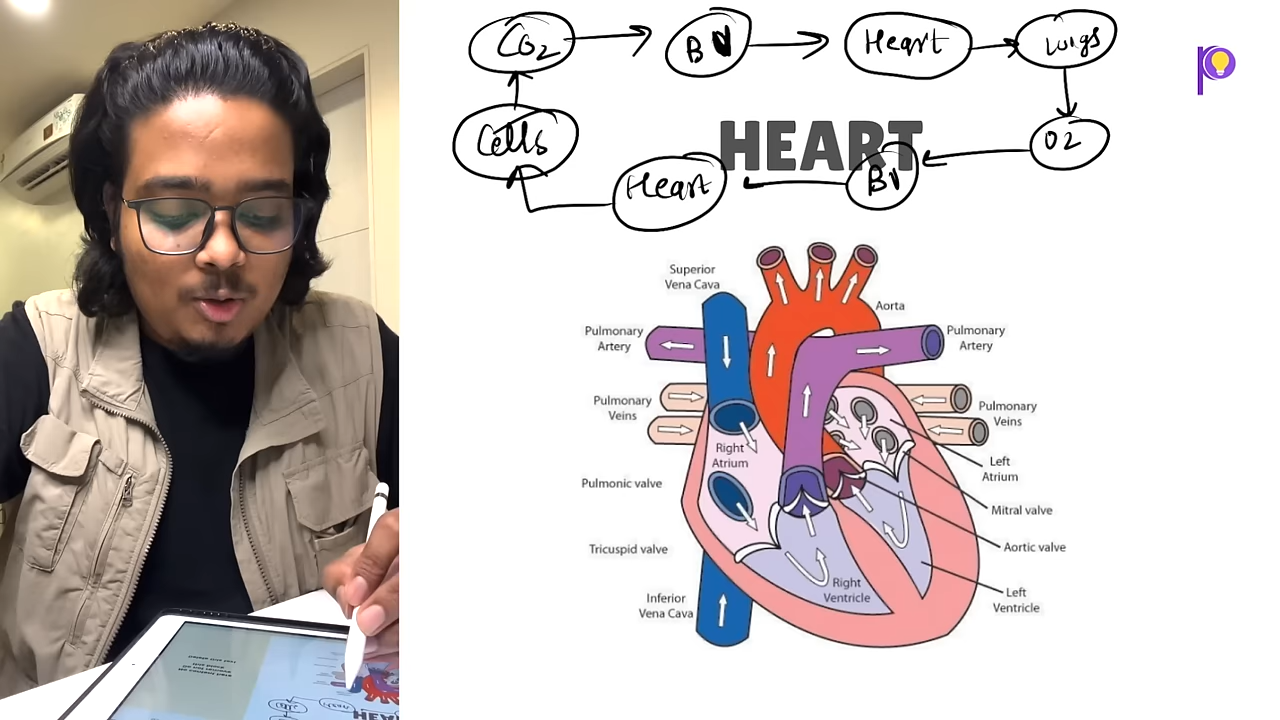 CO2
BV
Heart
Lungs
Cells
HEART
O2
Heart
BV
Superior
Vena Cava
Aorta
Pulmonary
Artery
Pulmonary
Artery
Pulmonary
Veins
Pulmonary
Veins
Right
Atrium
Left
Atrium
Pulmonic valve
Mitral valve
Tricuspid valve
Aortic valve
Right
Ventricle
Inferior
Vena Cava
Left
Ventricle